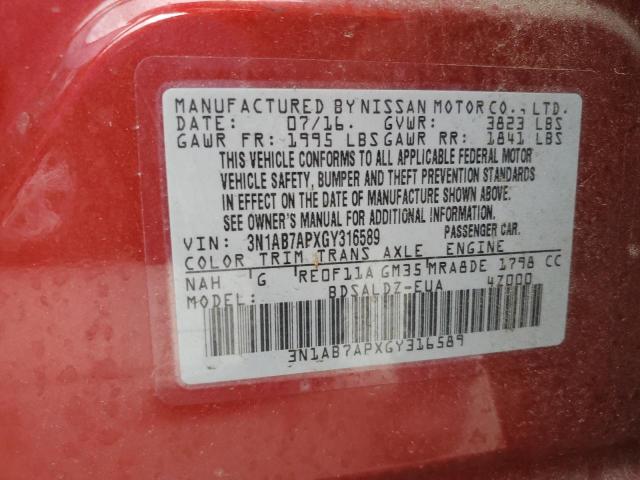 MANUFACTURED BY NISSAN MOTOR CO., LTD.
DATE: 07/16. GVWR: 3823 LBS
GAWR FR: 1995 LBS GAWR RR: 1841 LBS
THIS VEHICLE CONFORMS TO ALL APPLICABLE FEDERAL MOTOR
VEHICLE SAFETY, BUMPER AND THEFT PREVENTION STANDARDS
IN EFFECT ON THE DATE OF MANUFACTURE SHOWN ABOVE.
SEE OWNER'S MANUAL FOR ADDITIONAL INFORMATION.
VIN: 3N1AB7APXGY316589 PASSENGER CAR.
COLOR TRIM TRANS AXLE ENGINE
NAH G RE0F11A GM35 MRA8DE 1798 CC
MODEL: BDSALDZ-EUA 4Z000
3N1AB7APXGY316589